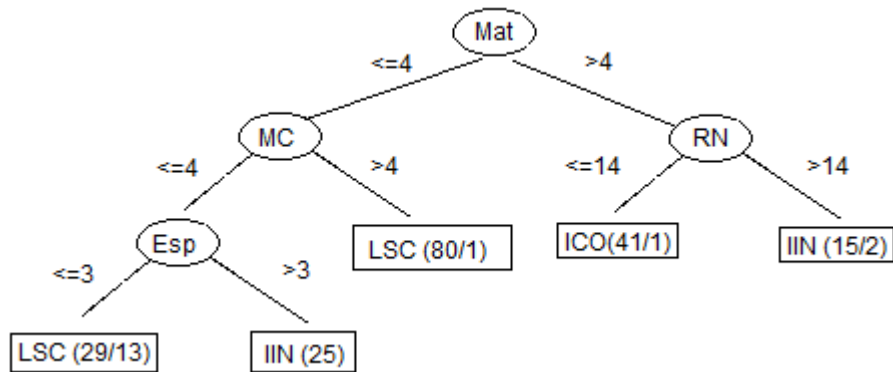 Mat
<=4
>4
MC
RN
<=4
>4
<=14
>14
Esp
LSC (80/1)
ICO(41/1)
IIN (15/2)
<=3
>3
LSC (29/13)
IIN (25)